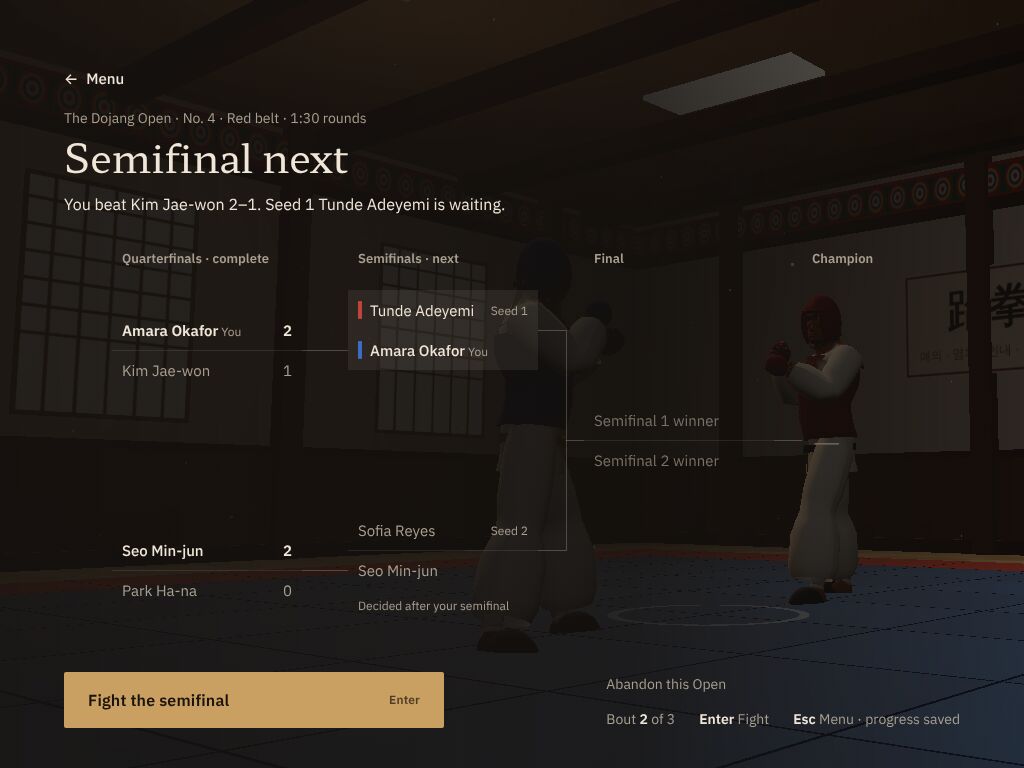 ← Menu
The Dojang Open · No. 4 · Red belt · 1:30 rounds
Semifinal next
You beat Kim Jae-won 2–1. Seed 1 Tunde Adeyemi is waiting.
Quarterfinals · complete
Semifinals · next
Final
Champion
Amara Okafor You 2
Kim Jae-won 1
Tunde Adeyemi Seed 1
Amara Okafor You
Semifinal 1 winner
Semifinal 2 winner
Seo Min-jun 2
Park Ha-na 0
Sofia Reyes Seed 2
Seo Min-jun
Decided after your semifinal
Fight the semifinal Enter
Abandon this Open
Bout 2 of 3 Enter Fight Esc Menu · progress saved